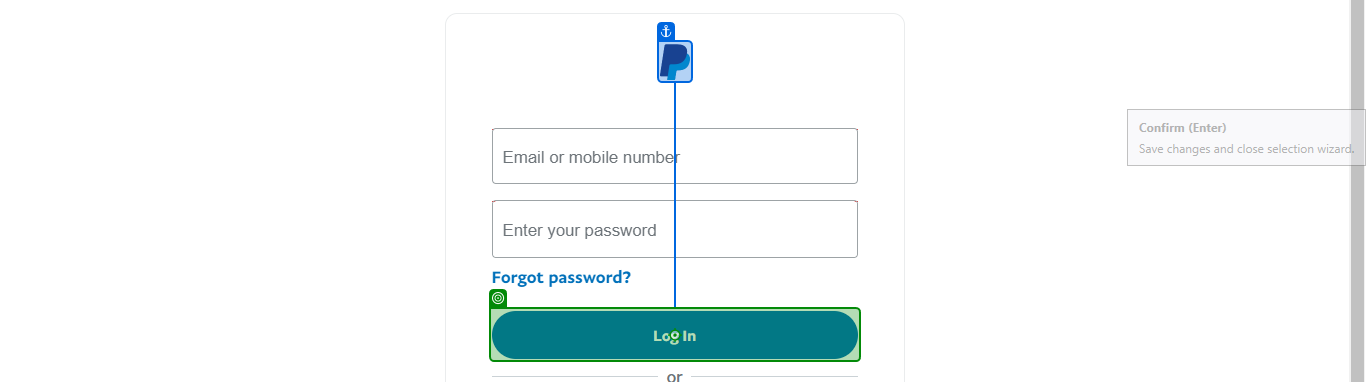 Confirm (Enter)
Save changes and close selection wizard.
Email or mobile number
Enter your password
Forgot password?
Log In
or